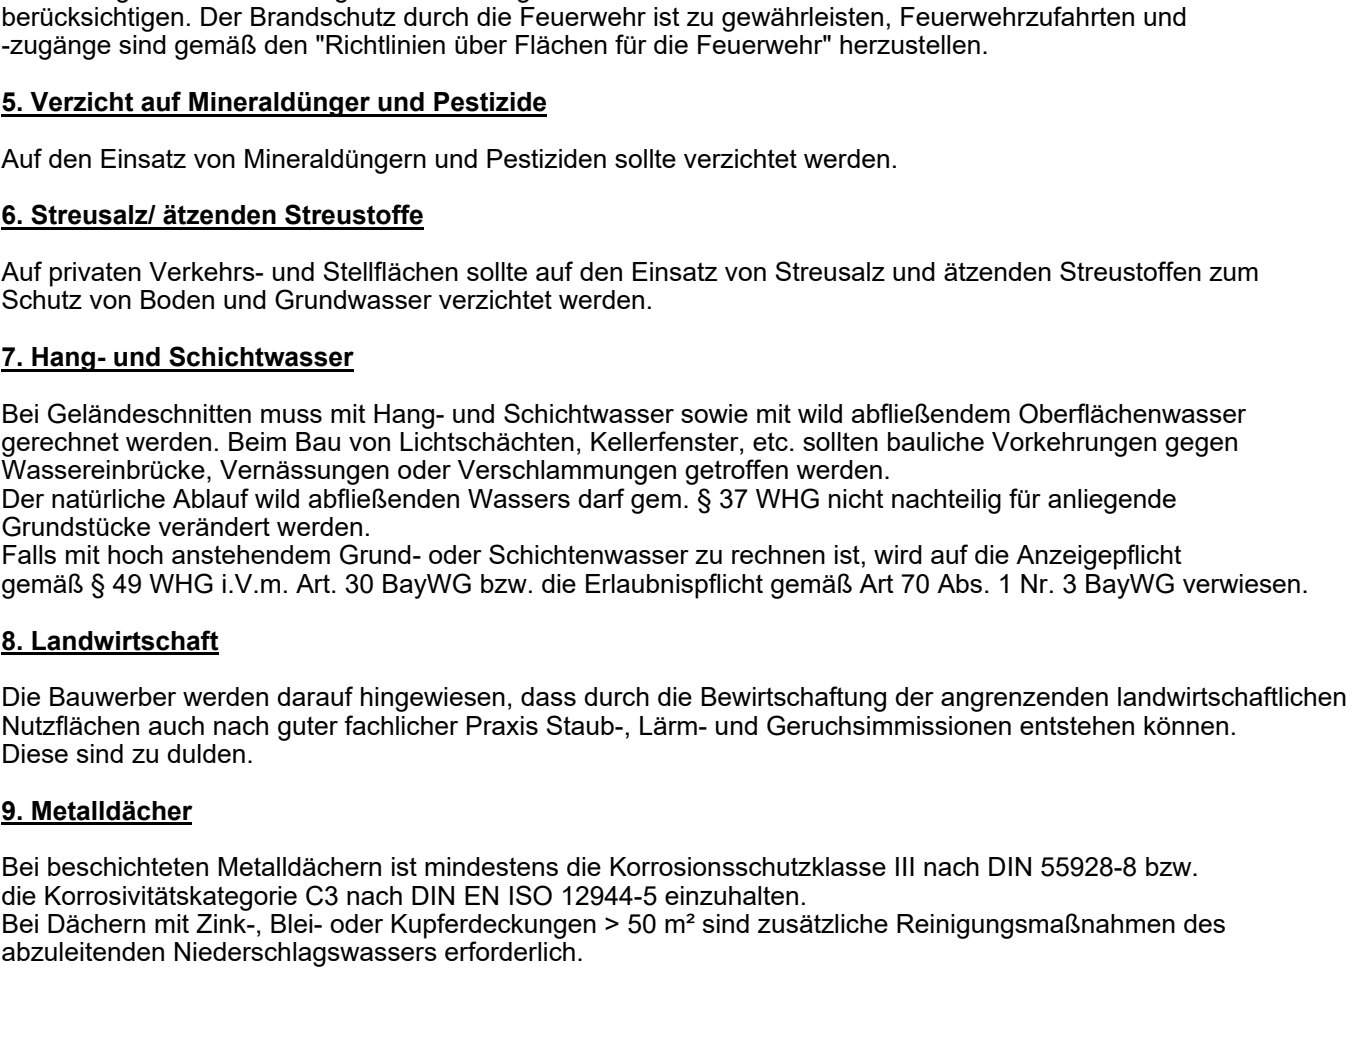 berücksichtigen. Der Brandschutz durch die Feuerwehr ist zu gewährleisten, Feuerwehrzufahrten und
-zugänge sind gemäß den "Richtlinien über Flächen für die Feuerwehr" herzustellen.
5. Verzicht auf Mineraldünger und Pestizide
Auf den Einsatz von Mineraldüngern und Pestiziden sollte verzichtet werden.
6. Streusalz/ ätzenden Streustoffe
Auf privaten Verkehrs- und Stellflächen sollte auf den Einsatz von Streusalz und ätzenden Streustoffen zum
Schutz von Boden und Grundwasser verzichtet werden.
7. Hang- und Schichtwasser
Bei Geländeschnitten muss mit Hang- und Schichtwasser sowie mit wild abfließendem Oberflächenwasser
gerechnet werden. Beim Bau von Lichtschächten, Kellerfenster, etc. sollten bauliche Vorkehrungen gegen
Wassereinbrücke, Vernässungen oder Verschlammungen getroffen werden.
Der natürliche Ablauf wild abfließenden Wassers darf gem. § 37 WHG nicht nachteilig für anliegende
Grundstücke verändert werden.
Falls mit hoch anstehendem Grund- oder Schichtenwasser zu rechnen ist, wird auf die Anzeigepflicht
gemäß § 49 WHG i.V.m. Art. 30 BayWG bzw. die Erlaubnispflicht gemäß Art 70 Abs. 1 Nr. 3 BayWG verwiesen.
8. Landwirtschaft
Die Bauwerber werden darauf hingewiesen, dass durch die Bewirtschaftung der angrenzenden landwirtschaftlichen
Nutzflächen auch nach guter fachlicher Praxis Staub-, Lärm- und Geruchsimmissionen entstehen können.
Diese sind zu dulden.
9. Metalldächer
Bei beschichteten Metalldächern ist mindestens die Korrosionsschutzklasse III nach DIN 55928-8 bzw.
die Korrosivitätskategorie C3 nach DIN EN ISO 12944-5 einzuhalten.
Bei Dächern mit Zink-, Blei- oder Kupferdeckungen > 50 m² sind zusätzliche Reinigungsmaßnahmen des
abzuleitenden Niederschlagswassers erforderlich.